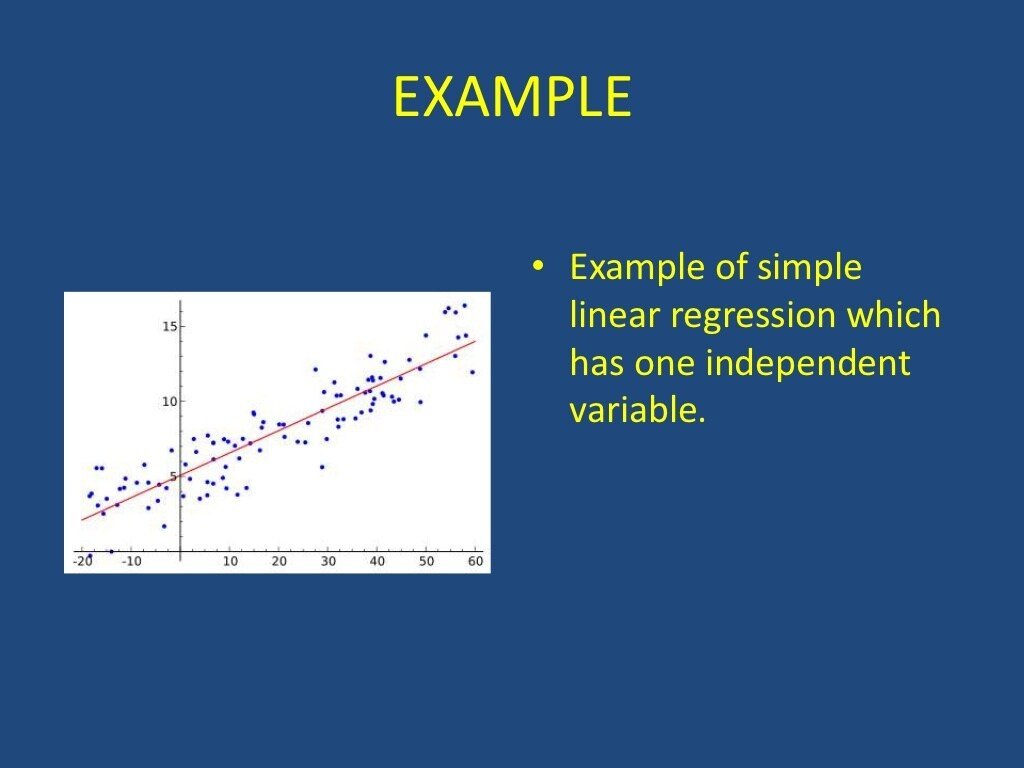 EXAMPLE
• Example of simple
linear regression which
has one independent
variable.
15
10
5
-20 -10 10 20 30 40 50 60